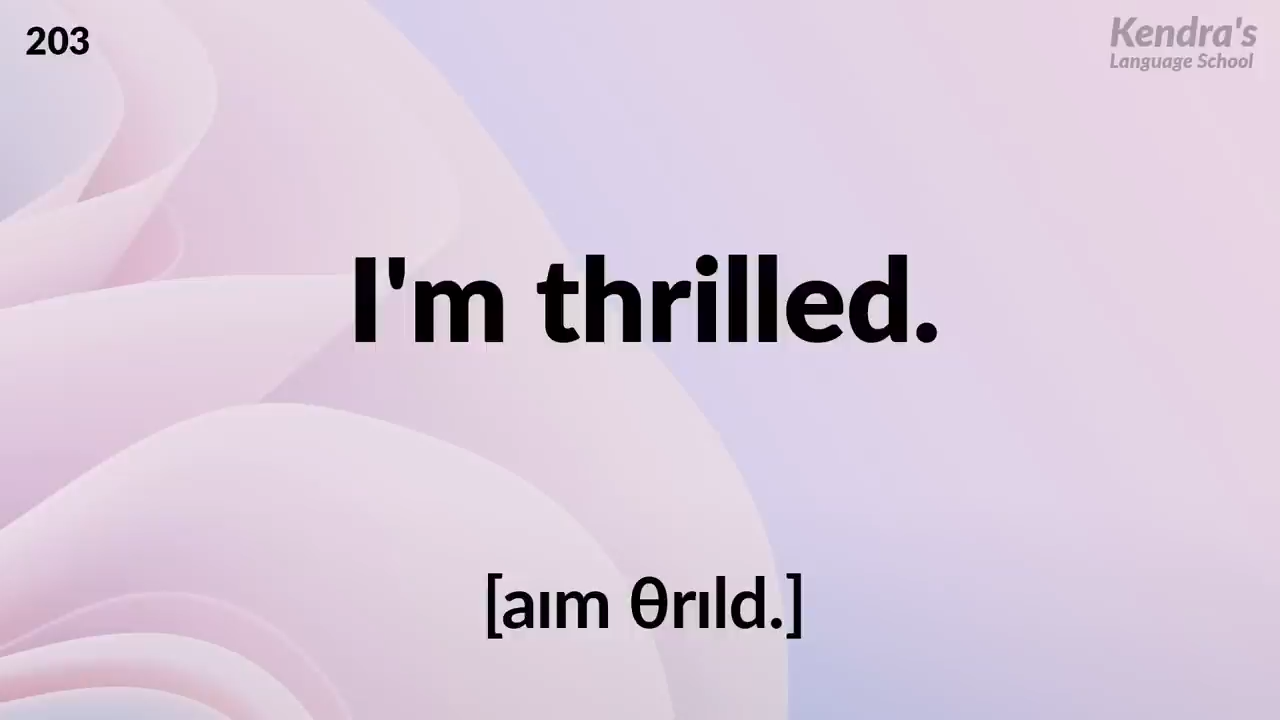 203
Kendra's
Language School
I'm thrilled.
[aɪm θrɪld.]